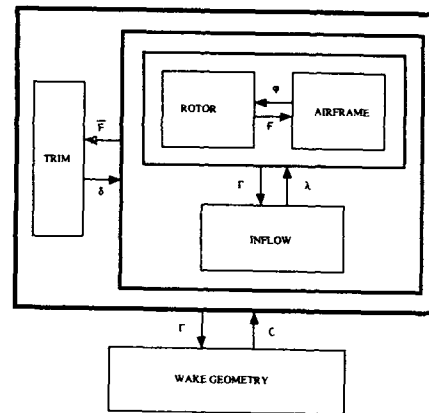 φ
ROTOR
AIRFRAME
F
F̅
TRIM
δ
Γ λ
INFLOW
Γ C
WAKE GEOMETRY